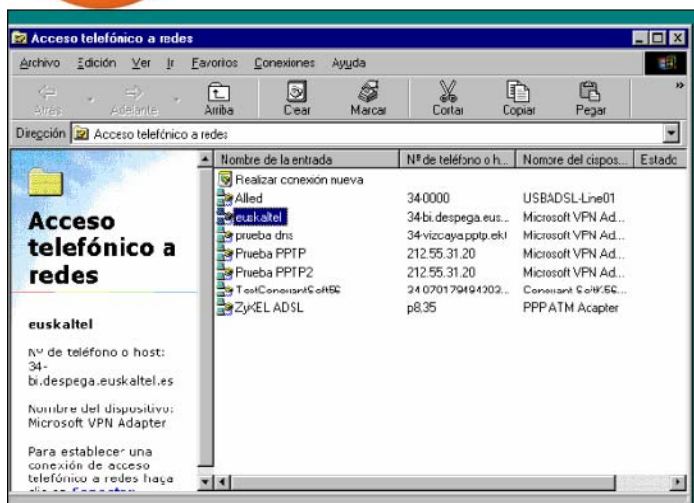 Acceso telefónico a redes
Archivo Edición Ver Ir Favoritos Conexiones Ayuda
Atrás Adelante Arriba Crear Marcar Cortar Copiar Pegar »
Dirección Acceso telefónico a redes
Nombre de la entrada Nº de teléfono o h... Nombre del dispos... Estado
Realizar conexión nueva
Allied 34-0000 USBADSL-Line01
euskaltel 34-bi.despega.eus... Microsoft VPN Ad...
prueba dns 34-vizcaya.pptp.ekt Microsoft VPN Ad...
Prueba PPTP 212.55.31.20 Microsoft VPN Ad...
Prueba PPTP2 212.55.31.20 Microsoft VPN Ad...
ZyXEL ADSL p8.35 PPP ATM Adapter
Acceso
telefónico a
redes
euskaltel
Nº de teléfono o host:
34-
bi.despega.euskaltel.es
Nombre del dispositivo:
Microsoft VPN Adapter
Para establecer una
conexión de acceso
telefónico a redes haga